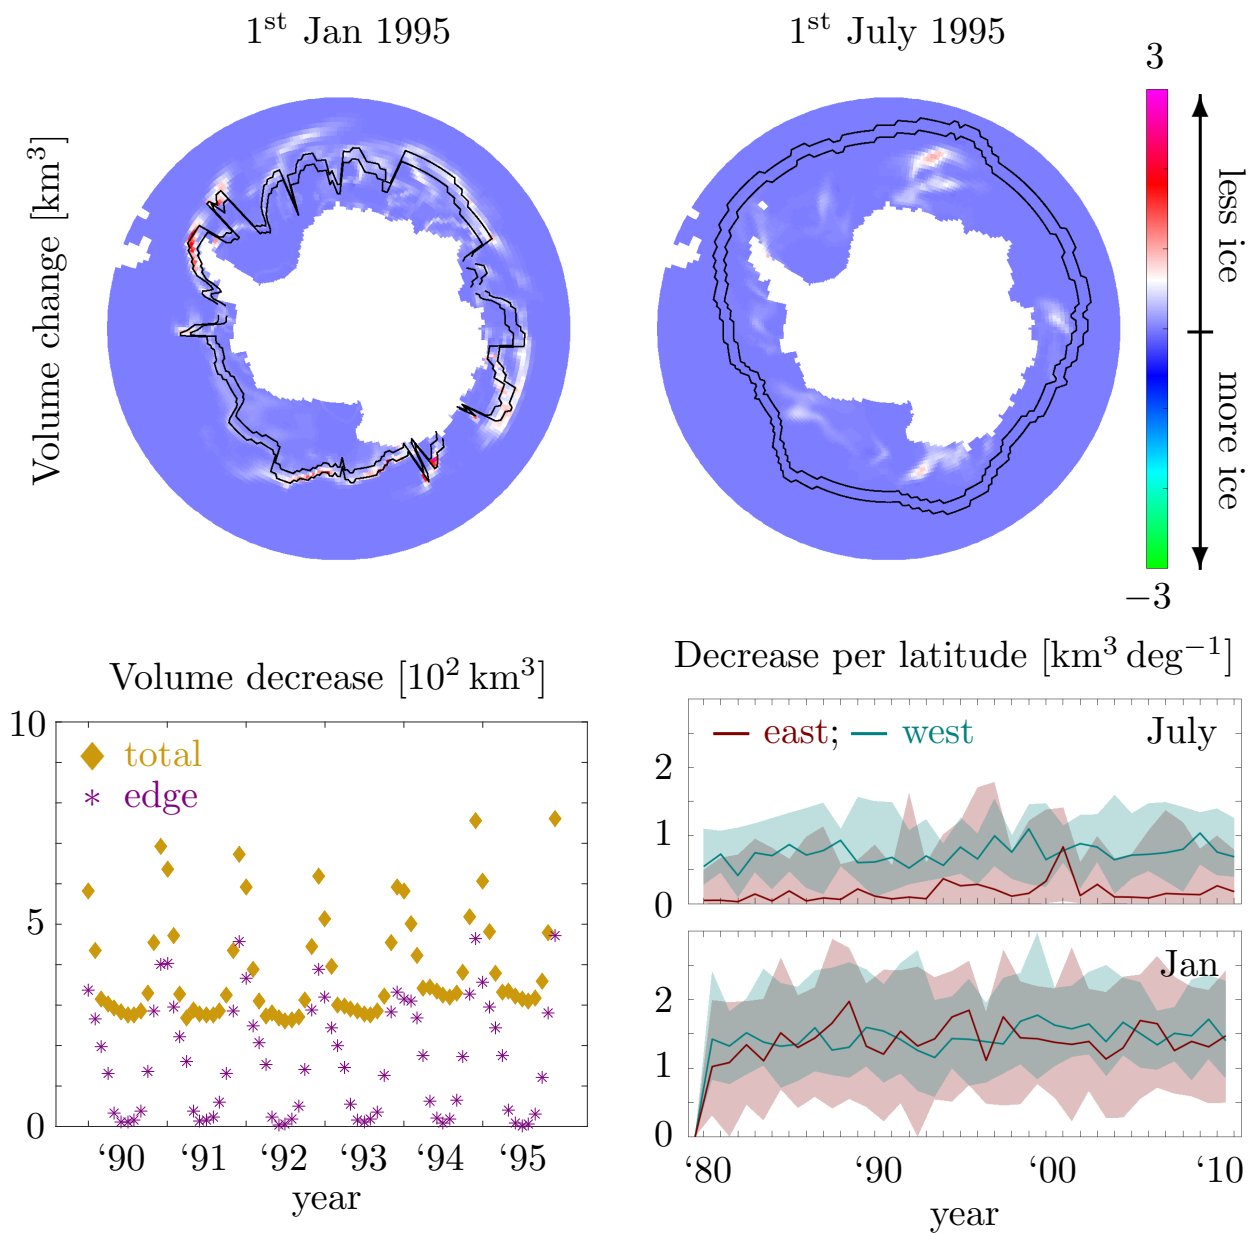 1st Jan 1995
1st July 1995
Volume change [km³]
3
less ice
more ice
−3
Volume decrease [10² km³]
10
5
0
total
edge
‘90 ‘91 ‘92 ‘93 ‘94 ‘95
year
Decrease per latitude [km³ deg⁻¹]
east; west
July
2
1
0
Jan
2
1
0
‘80 ‘90 ‘00 ‘10
year